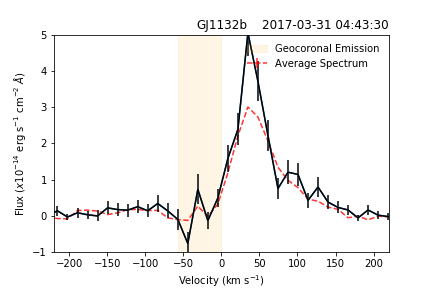 GJ1132b 2017-03-31 04:43:30
Geocoronal Emission
Average Spectrum
5
4
3
2
1
0
−1
Flux (x10⁻¹⁴ erg s⁻¹ cm⁻² Å)
−200 −150 −100 −50 0 50 100 150 200
Velocity (km s⁻¹)